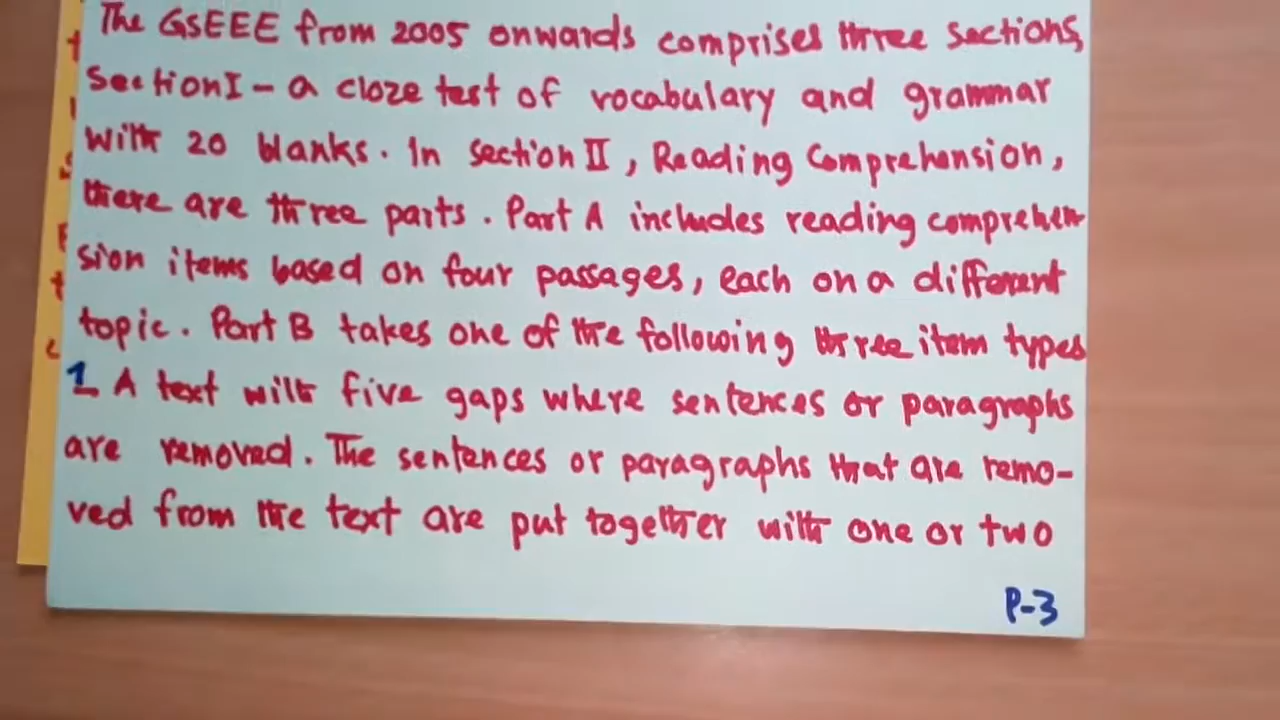 The GSEEE from 2005 onwards comprises three sections,
Section I - a cloze test of vocabulary and grammar
with 20 blanks. In section II, Reading Comprehension,
there are three parts. Part A includes reading comprehen-
sion items based on four passages, each on a different
topic. Part B takes one of the following three item types
1 A text with five gaps where sentences or paragraphs
are removed. The sentences or paragraphs that are remo-
ved from the text are put together with one or two
P-3